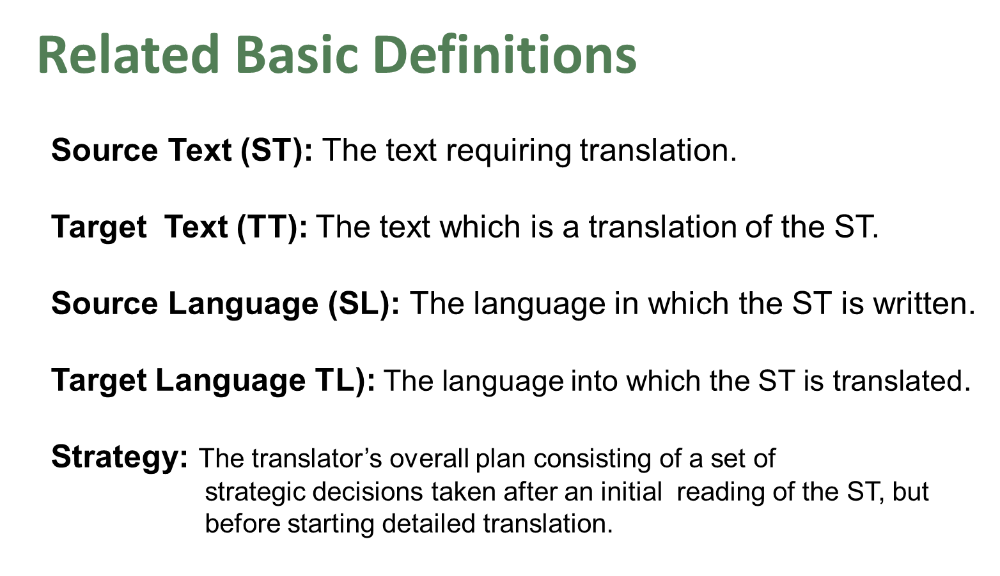 Related Basic Definitions
Source Text (ST): The text requiring translation.
Target  Text (TT): The text which is a translation of the ST.
Source Language (SL): The language in which the ST is written.
Target Language TL): The language into which the ST is translated.
Strategy: The translator’s overall plan consisting of a set of
strategic decisions taken after an initial  reading of the ST, but
before starting detailed translation.